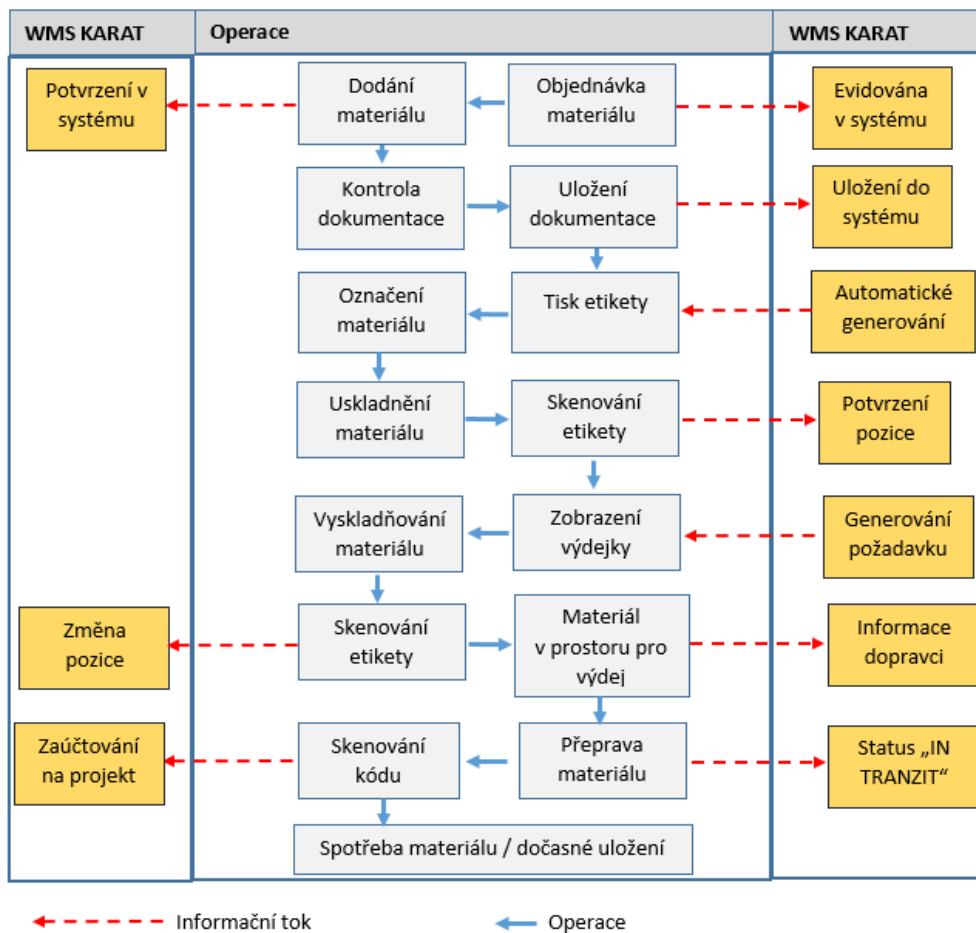 WMS KARAT
Operace
WMS KARAT
Potvrzení v
systému
Dodání
materiálu
Objednávka
materiálu
Evidována
v systému
Kontrola
dokumentace
Uložení
dokumentace
Uložení do
systému
Označení
materiálu
Tisk etikety
Automatické
generování
Uskladnění
materiálu
Skenování
etikety
Potvrzení
pozice
Vyskladňování
materiálu
Zobrazení
výdejky
Generování
požadavku
Změna
pozice
Skenování
etikety
Materiál
v prostoru pro
výdej
Informace
dopravci
Zaúčtování
na projekt
Skenování
kódu
Přeprava
materiálu
Status „IN
TRANZIT“
Spotřeba materiálu / dočasné uložení
Informační tok
Operace